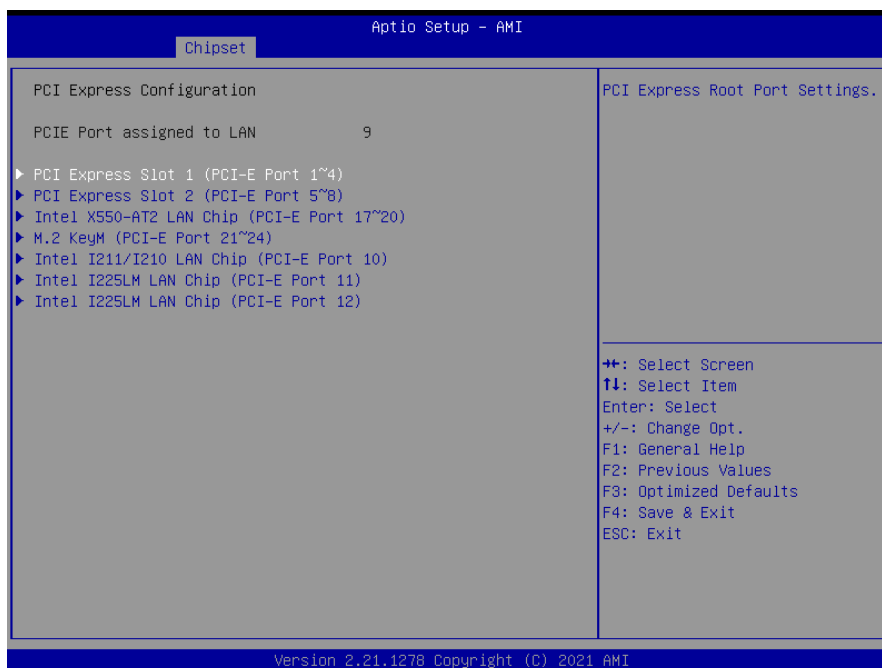 Aptio Setup – AMI
Chipset
PCI Express Configuration
PCIE Port assigned to LAN 9
PCI Express Slot 1 (PCI-E Port 1~4)
PCI Express Slot 2 (PCI-E Port 5~8)
Intel X550-AT2 LAN Chip (PCI-E Port 17~20)
M.2 KeyM (PCI-E Port 21~24)
Intel I211/I210 LAN Chip (PCI-E Port 10)
Intel I225LM LAN Chip (PCI-E Port 11)
Intel I225LM LAN Chip (PCI-E Port 12)
PCI Express Root Port Settings.
→←: Select Screen
↑↓: Select Item
Enter: Select
+/-: Change Opt.
F1: General Help
F2: Previous Values
F3: Optimized Defaults
F4: Save & Exit
ESC: Exit
Version 2.21.1278 Copyright (C) 2021 AMI